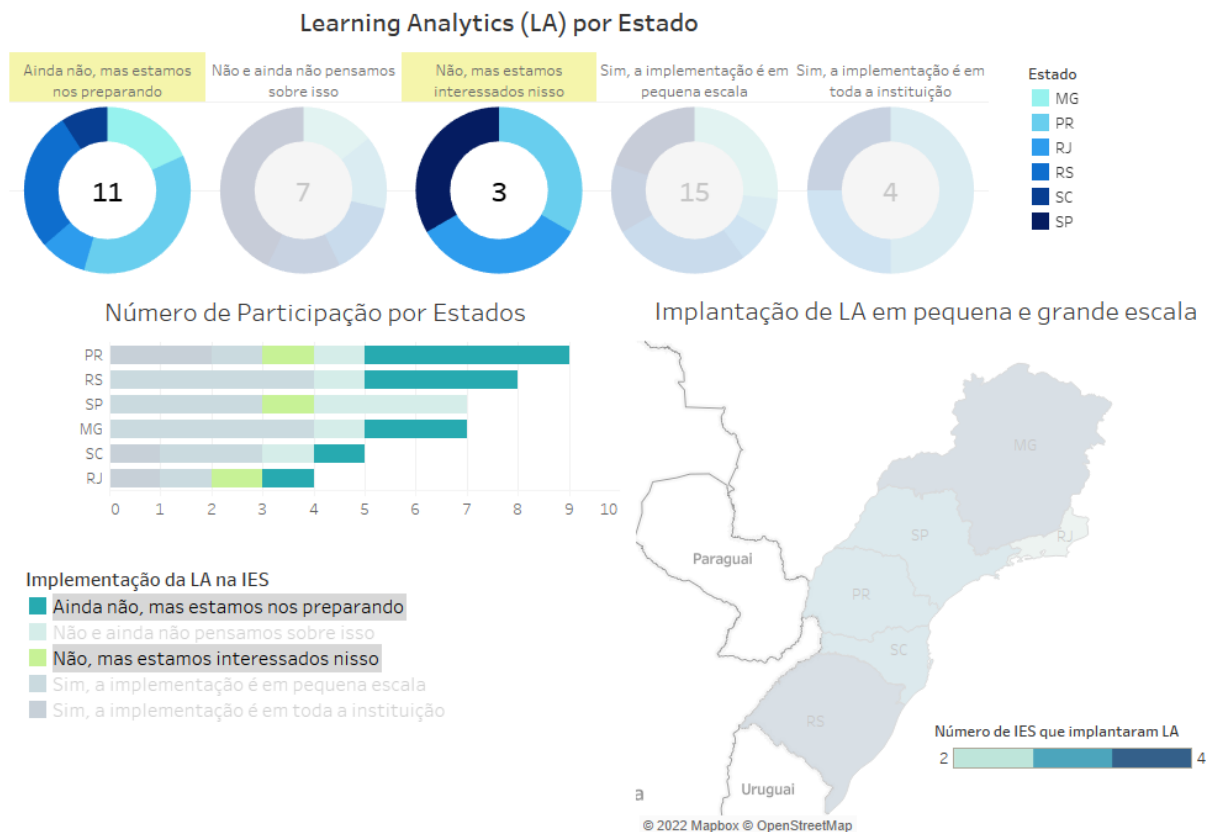 Learning Analytics (LA) por Estado
Ainda não, mas estamos
nos preparando
Não e ainda não pensamos
sobre isso
Não, mas estamos
interessados nisso
Sim, a implementação é em
pequena escala
Sim, a implementação é em
toda a instituição
11
7
3
15
4
Estado
MG
PR
RJ
RS
SC
SP
Número de Participação por Estados
PR
RS
SP
MG
SC
RJ
0 1 2 3 4 5 6 7 8 9 10
Implementação da LA na IES
Ainda não, mas estamos nos preparando
Não e ainda não pensamos sobre isso
Não, mas estamos interessados nisso
Sim, a implementação é em pequena escala
Sim, a implementação é em toda a instituição
Implantação de LA em pequena e grande escala
MG
SP
RJ
Paraguai
PR
SC
RS
Número de IES que implantaram LA
2 4
Uruguai
a
© 2022 Mapbox © OpenStreetMap